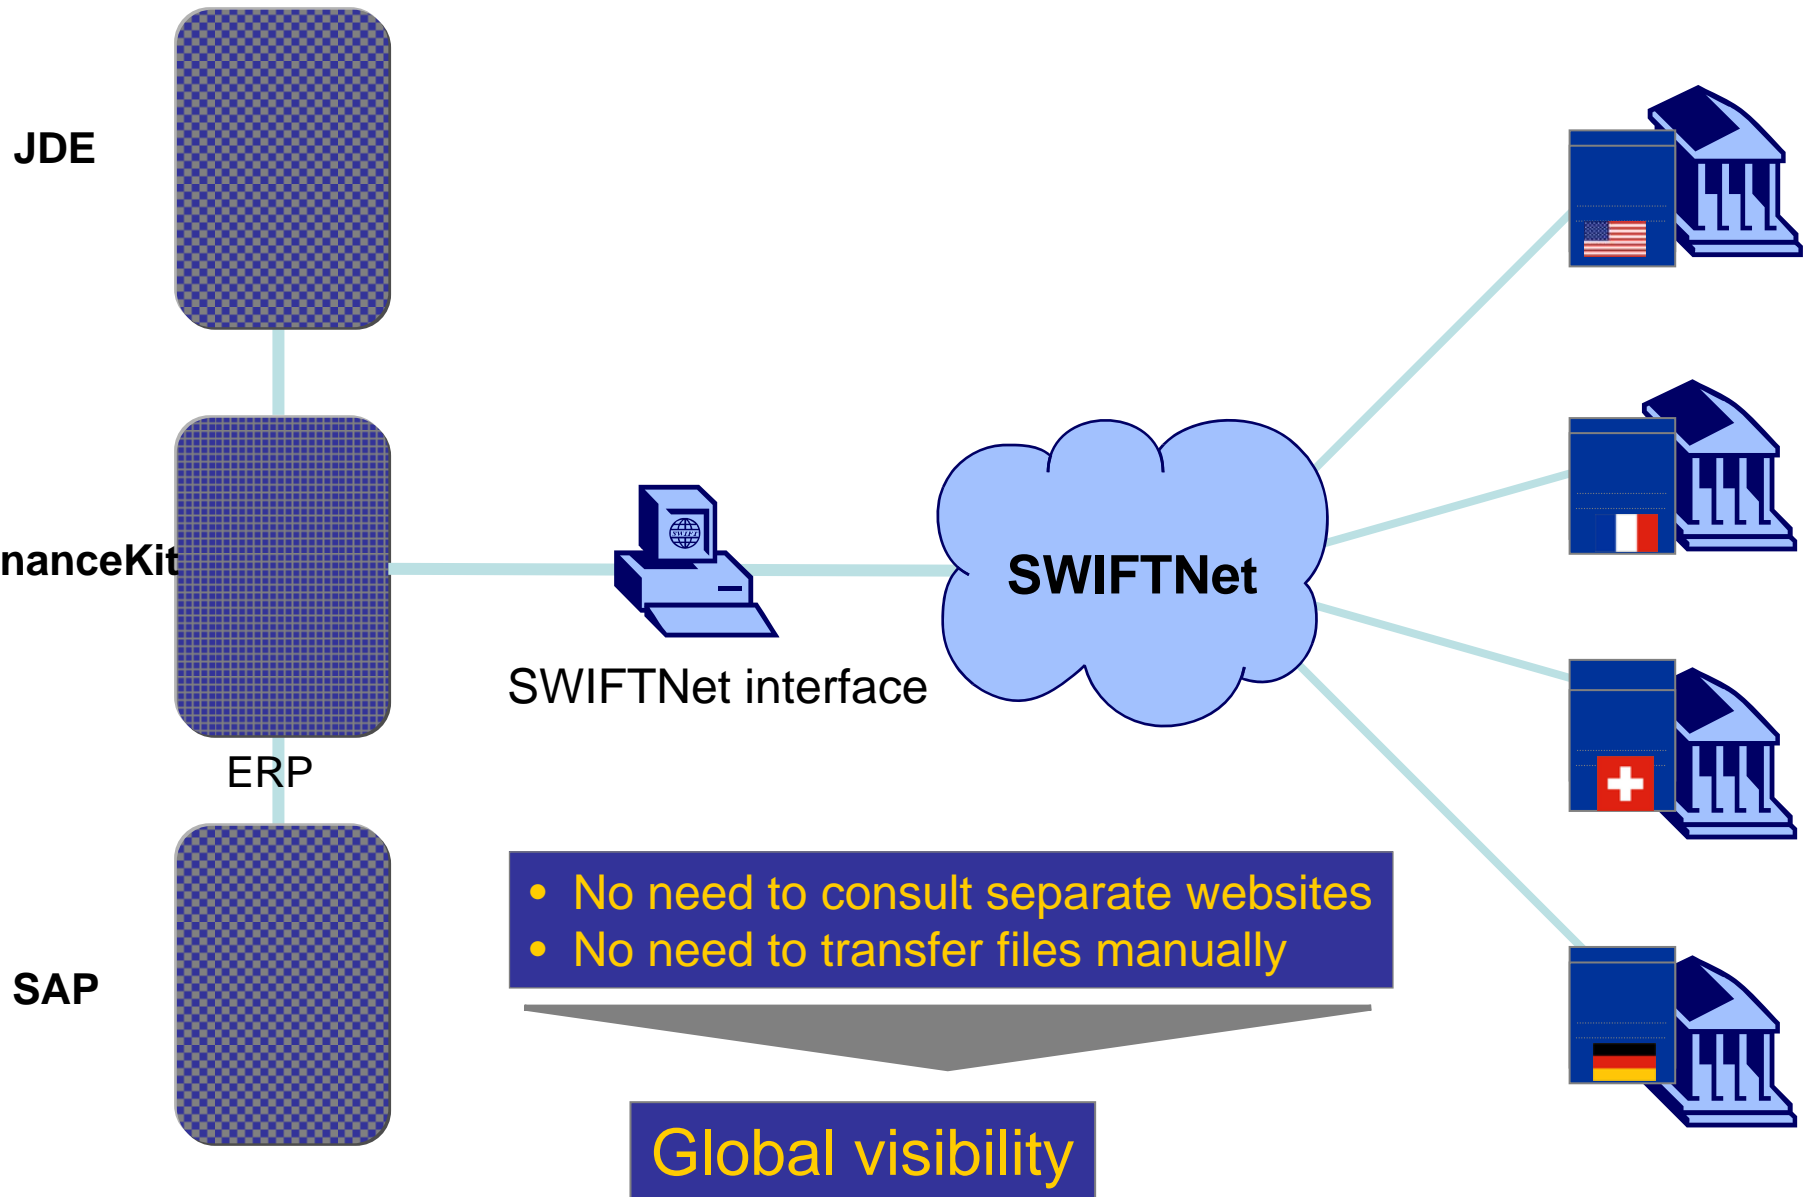 JDE
nanceKit
SWIFT
SWIFTNet
SWIFTNet interface
ERP
• No need to consult separate websites
• No need to transfer files manually
SAP
Global visibility